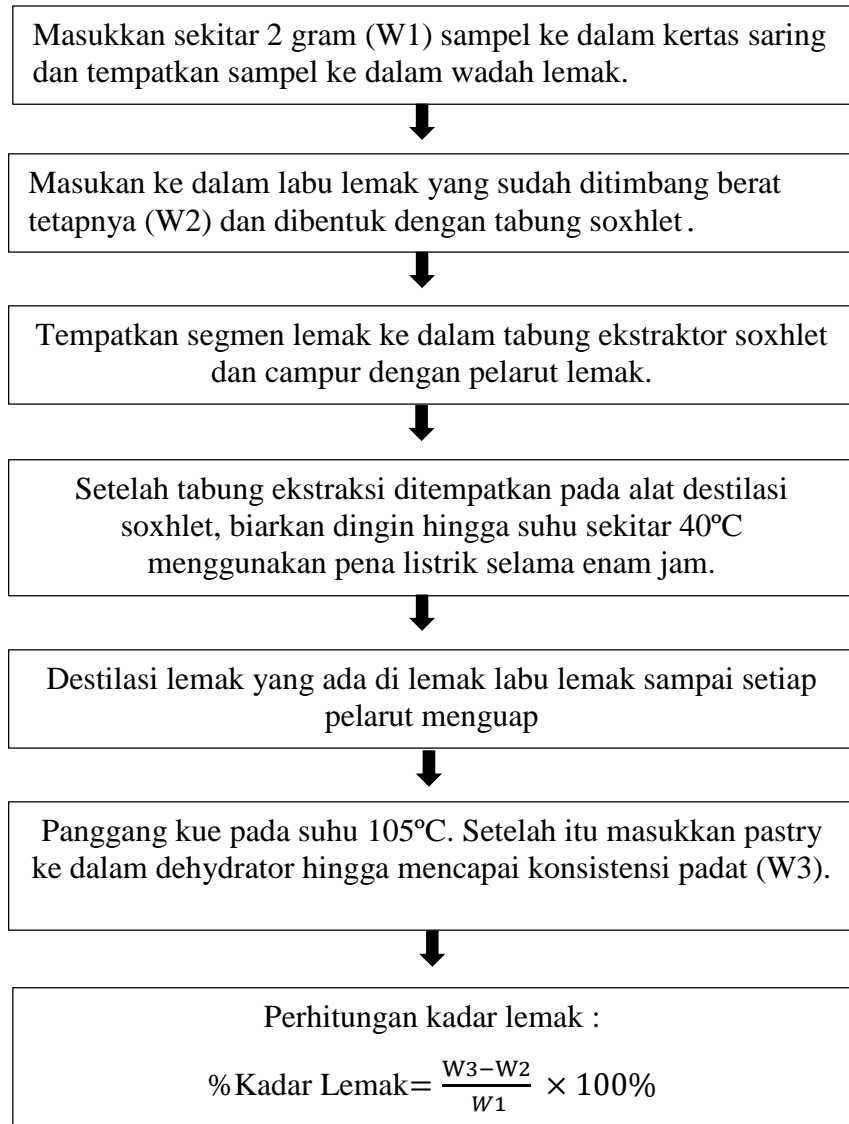 Masukkan sekitar 2 gram (W1) sampel ke dalam kertas saring
dan tempatkan sampel ke dalam wadah lemak.
Masukan ke dalam labu lemak yang sudah ditimbang berat
tetapnya (W2) dan dibentuk dengan tabung soxhlet.
Tempatkan segmen lemak ke dalam tabung ekstraktor soxhlet
dan campur dengan pelarut lemak.
Setelah tabung ekstraksi ditempatkan pada alat destilasi
soxhlet, biarkan dingin hingga suhu sekitar 40ºC
menggunakan pena listrik selama enam jam.
Destilasi lemak yang ada di lemak labu lemak sampai setiap
pelarut menguap
Panggang kue pada suhu 105ºC. Setelah itu masukkan pastry
ke dalam dehydrator hingga mencapai konsistensi padat (W3).
Perhitungan kadar lemak :
%Kadar Lemak= W3−W2 / W1 × 100%